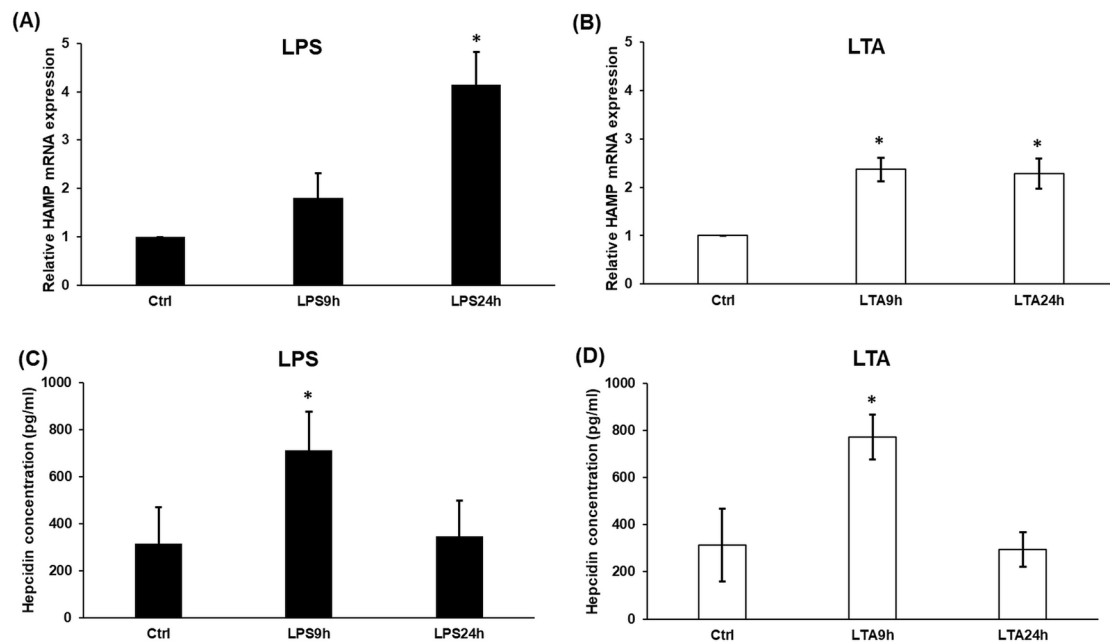 (A)
LPS
Relative HAMP mRNA expression
5
4
3
2
1
0
*
Ctrl
LPS9h
LPS24h
(B)
LTA
Relative HAMP mRNA expression
5
4
3
2
1
0
*
*
Ctrl
LTA9h
LTA24h
(C)
LPS
Hepcidin concentration (pg/ml)
1000
800
600
400
200
0
*
Ctrl
LPS9h
LPS24h
(D)
LTA
Hepcidin concentration (pg/ml)
1000
800
600
400
200
0
*
Ctrl
LTA9h
LTA24h